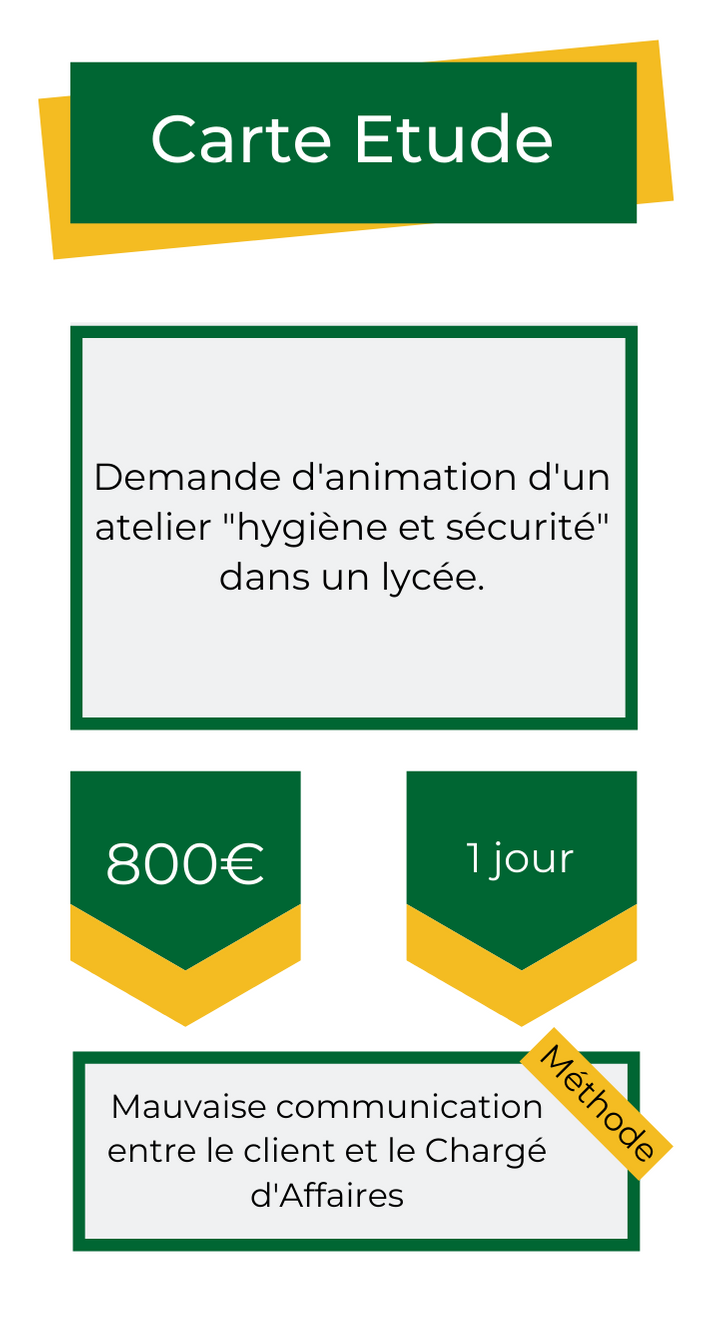 Carte Etude
Demande d'animation d'un
atelier "hygiène et sécurité"
dans un lycée.
800€
1 jour
Méthode
Mauvaise communication
entre le client et le Chargé
d'Affaires